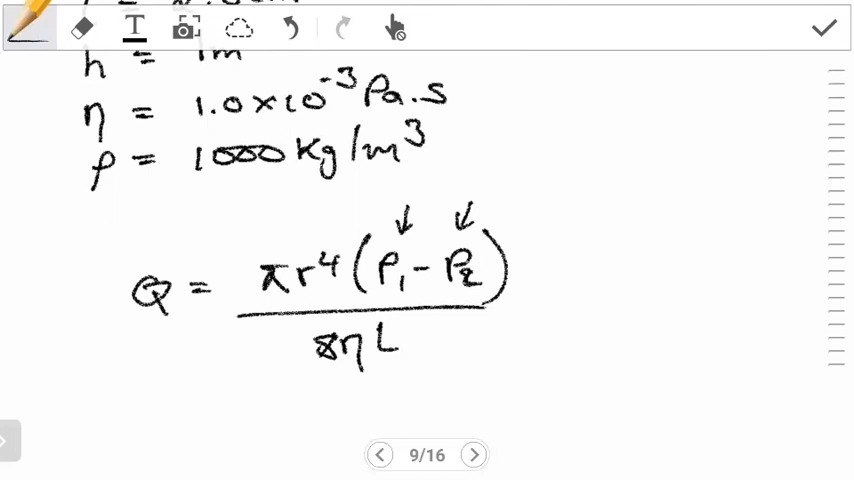 h = 1m
η = 1.0×10⁻³ Pa.s
ρ = 1000 Kg/m³
↓ ↓
Q = πr⁴(P₁ - P₂)
8ηL
9/16